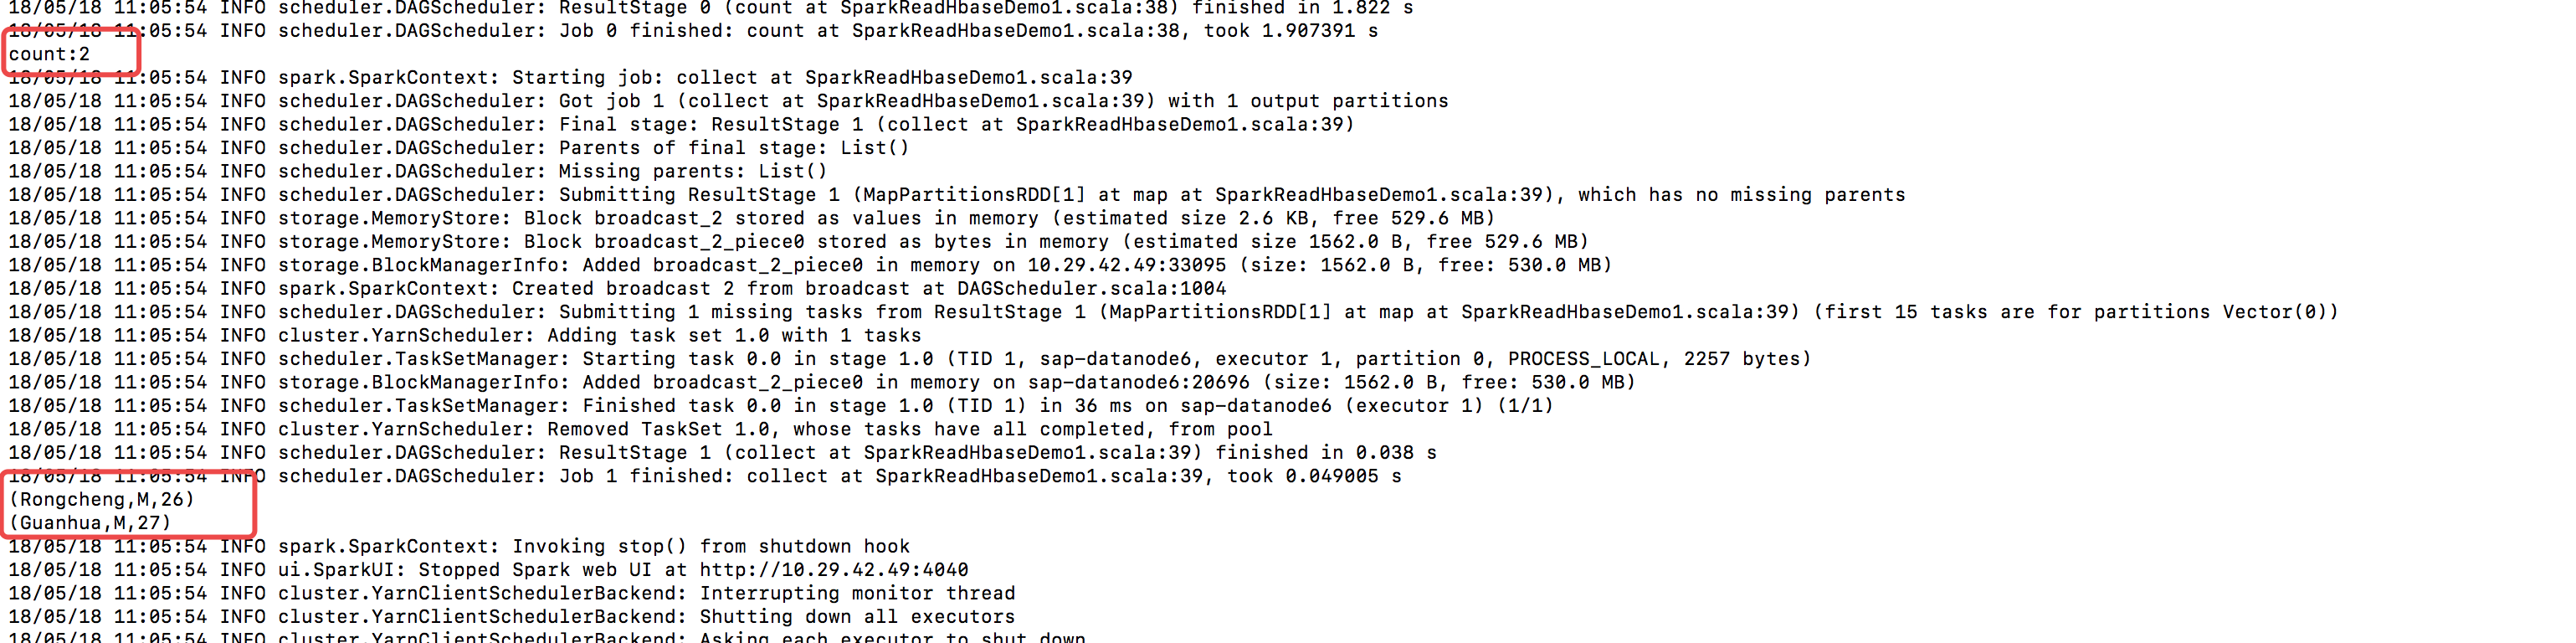 18/05/18 11:05:54 INFO scheduler.DAGScheduler: ResultStage 0 (count at SparkReadHbaseDemo1.scala:38) finished in 1.822 s
18/05/18 11:05:54 INFO scheduler.DAGScheduler: Job 0 finished: count at SparkReadHbaseDemo1.scala:38, took 1.907391 s
count:2
18/05/18 11:05:54 INFO spark.SparkContext: Starting job: collect at SparkReadHbaseDemo1.scala:39
18/05/18 11:05:54 INFO scheduler.DAGScheduler: Got job 1 (collect at SparkReadHbaseDemo1.scala:39) with 1 output partitions
18/05/18 11:05:54 INFO scheduler.DAGScheduler: Final stage: ResultStage 1 (collect at SparkReadHbaseDemo1.scala:39)
18/05/18 11:05:54 INFO scheduler.DAGScheduler: Parents of final stage: List()
18/05/18 11:05:54 INFO scheduler.DAGScheduler: Missing parents: List()
18/05/18 11:05:54 INFO scheduler.DAGScheduler: Submitting ResultStage 1 (MapPartitionsRDD[1] at map at SparkReadHbaseDemo1.scala:39), which has no missing parents
18/05/18 11:05:54 INFO storage.MemoryStore: Block broadcast_2 stored as values in memory (estimated size 2.6 KB, free 529.6 MB)
18/05/18 11:05:54 INFO storage.MemoryStore: Block broadcast_2_piece0 stored as bytes in memory (estimated size 1562.0 B, free 529.6 MB)
18/05/18 11:05:54 INFO storage.BlockManagerInfo: Added broadcast_2_piece0 in memory on 10.29.42.49:33095 (size: 1562.0 B, free: 530.0 MB)
18/05/18 11:05:54 INFO spark.SparkContext: Created broadcast 2 from broadcast at DAGScheduler.scala:1004
18/05/18 11:05:54 INFO scheduler.DAGScheduler: Submitting 1 missing tasks from ResultStage 1 (MapPartitionsRDD[1] at map at SparkReadHbaseDemo1.scala:39) (first 15 tasks are for partitions Vector(0))
18/05/18 11:05:54 INFO cluster.YarnScheduler: Adding task set 1.0 with 1 tasks
18/05/18 11:05:54 INFO scheduler.TaskSetManager: Starting task 0.0 in stage 1.0 (TID 1, sap-datanode6, executor 1, partition 0, PROCESS_LOCAL, 2257 bytes)
18/05/18 11:05:54 INFO storage.BlockManagerInfo: Added broadcast_2_piece0 in memory on sap-datanode6:20696 (size: 1562.0 B, free: 530.0 MB)
18/05/18 11:05:54 INFO scheduler.TaskSetManager: Finished task 0.0 in stage 1.0 (TID 1) in 36 ms on sap-datanode6 (executor 1) (1/1)
18/05/18 11:05:54 INFO cluster.YarnScheduler: Removed TaskSet 1.0, whose tasks have all completed, from pool
18/05/18 11:05:54 INFO scheduler.DAGScheduler: ResultStage 1 (collect at SparkReadHbaseDemo1.scala:39) finished in 0.038 s
18/05/18 11:05:54 INFO scheduler.DAGScheduler: Job 1 finished: collect at SparkReadHbaseDemo1.scala:39, took 0.049005 s
(Rongcheng,M,26)
(Guanhua,M,27)
18/05/18 11:05:54 INFO spark.SparkContext: Invoking stop() from shutdown hook
18/05/18 11:05:54 INFO ui.SparkUI: Stopped Spark web UI at http://10.29.42.49:4040
18/05/18 11:05:54 INFO cluster.YarnClientSchedulerBackend: Interrupting monitor thread
18/05/18 11:05:54 INFO cluster.YarnClientSchedulerBackend: Shutting down all executors
18/05/18 11:05:54 INFO cluster.YarnClientSchedulerBackend: Asking each executor to shut down